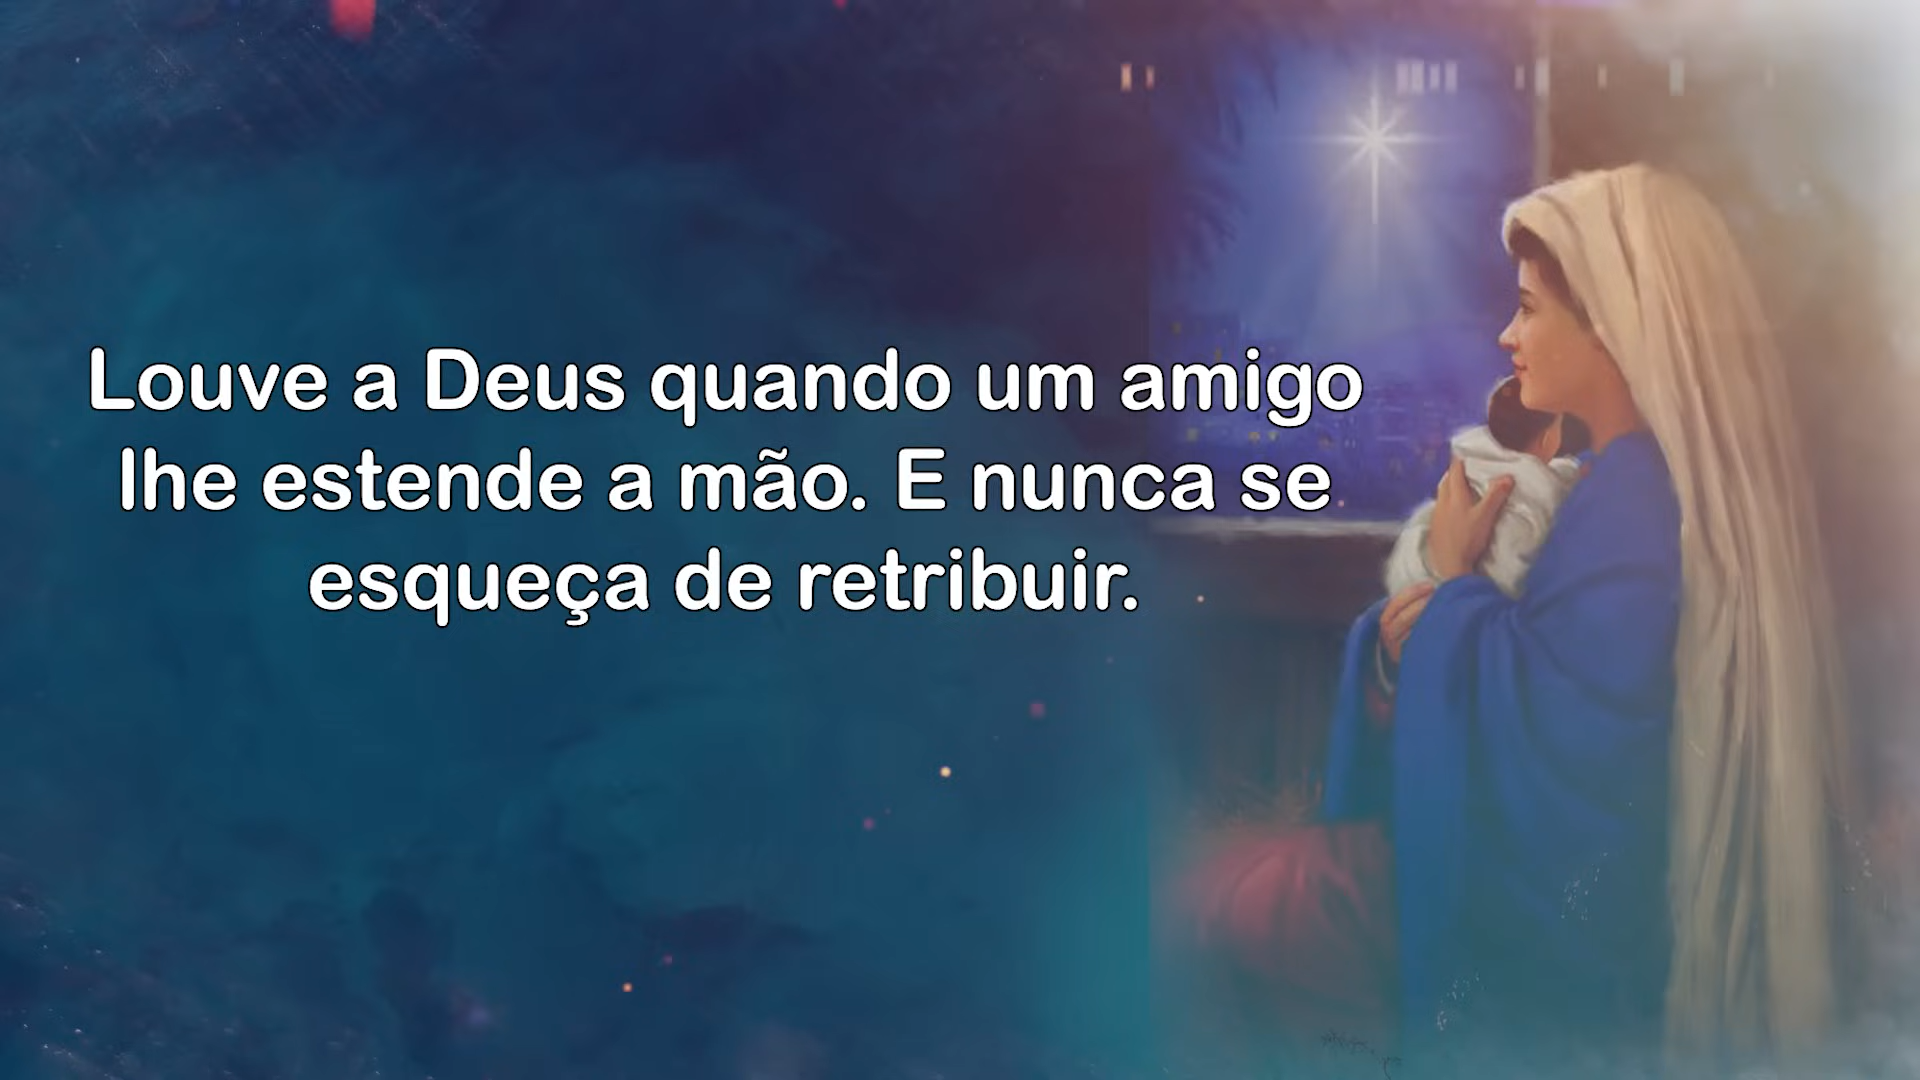 Louve a Deus quando um amigo
lhe estende a mão. E nunca se
esqueça de retribuir.